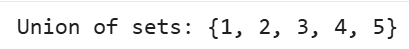 Union of sets: {1, 2, 3, 4, 5}